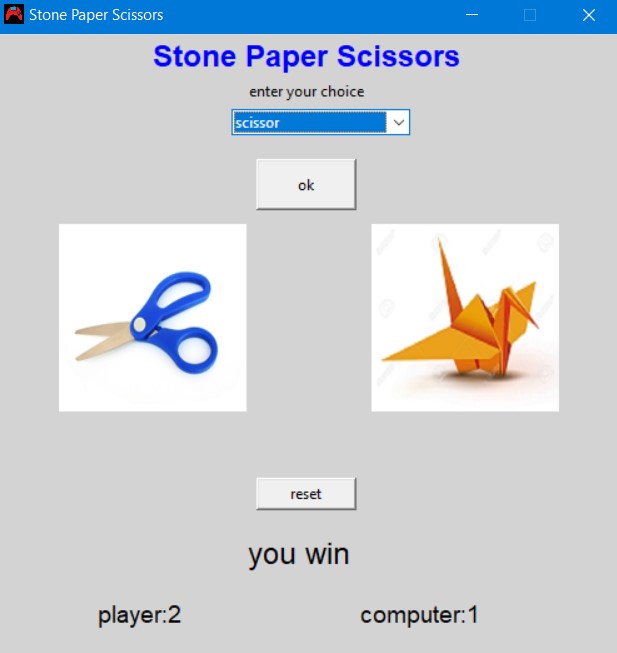 Stone Paper Scissors
Stone Paper Scissors
enter your choice
scissor
ok
reset
you win
player:2 computer:1